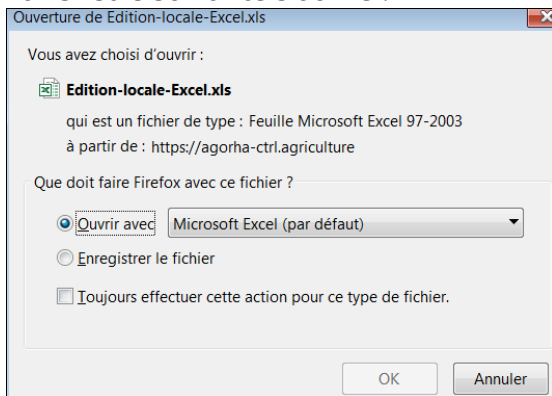 Ouverture de Edition-locale-Excel.xls
Vous avez choisi d'ouvrir :
Edition-locale-Excel.xls
qui est un fichier de type : Feuille Microsoft Excel 97-2003
à partir de : https://agorha-ctrl.agriculture
Que doit faire Firefox avec ce fichier ?
Ouvrir avec Microsoft Excel (par défaut)
Enregistrer le fichier
Toujours effectuer cette action pour ce type de fichier.
OK Annuler